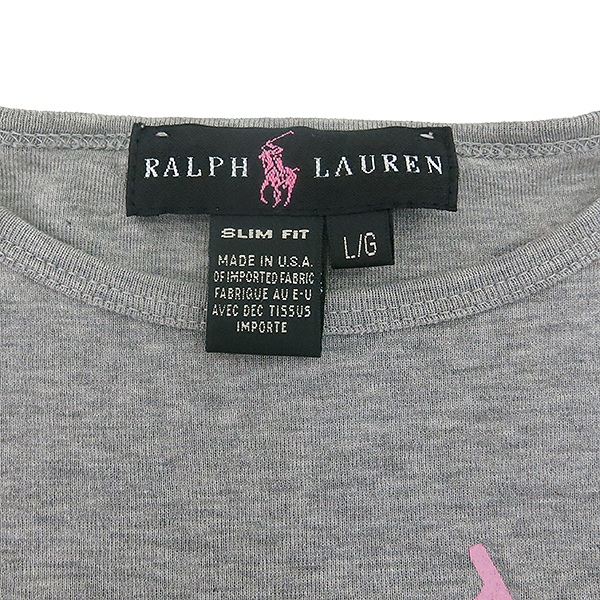 RALPH LAUREN
SLIM FIT
L/G
MADE IN U.S.A.
OF IMPORTED FABRIC
FABRIQUE AU E-U
AVEC DEC TISSUS
IMPORTE